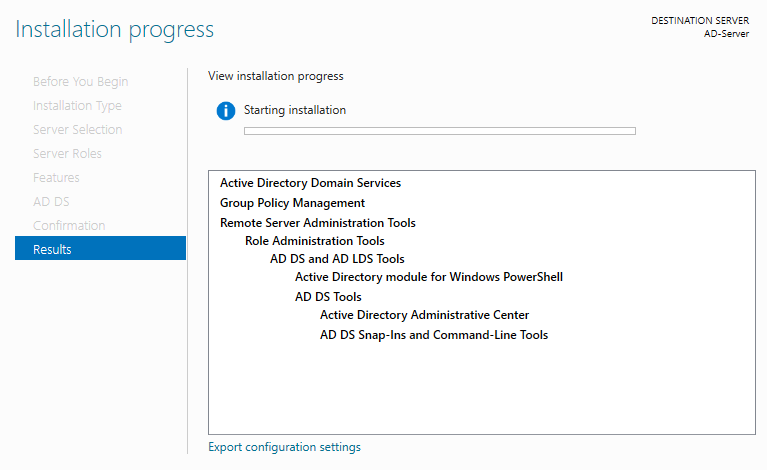 Installation progress
DESTINATION SERVER
AD-Server
Before You Begin
Installation Type
Server Selection
Server Roles
Features
AD DS
Confirmation
Results
View installation progress
Starting installation
Active Directory Domain Services
Group Policy Management
Remote Server Administration Tools
Role Administration Tools
AD DS and AD LDS Tools
Active Directory module for Windows PowerShell
AD DS Tools
Active Directory Administrative Center
AD DS Snap-Ins and Command-Line Tools
Export configuration settings